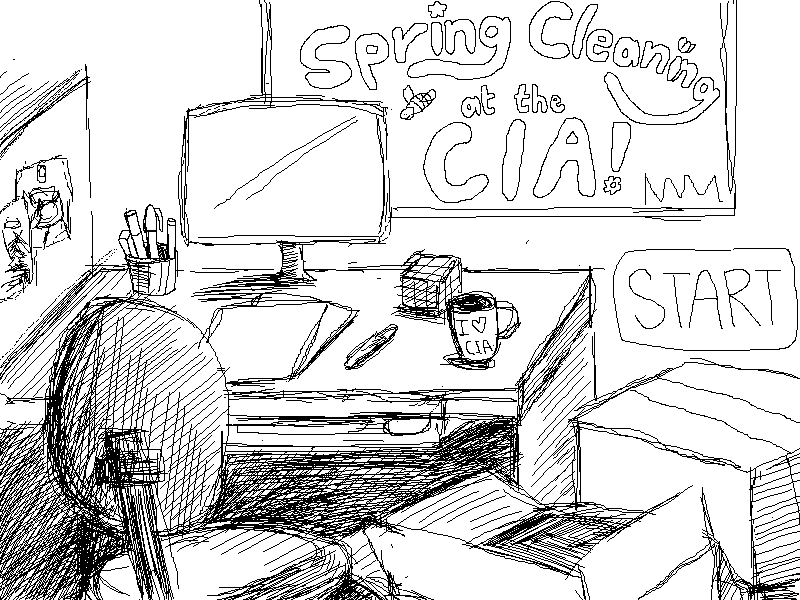 Spring Cleaning
at the
CIA!
START
I ♡
CIA